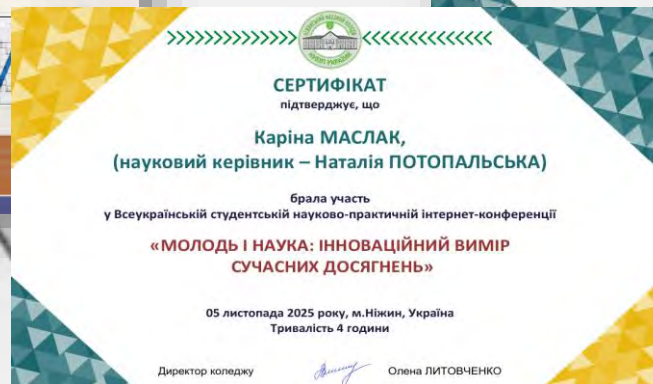 СЕРТИФІКАТ
підтверджує, що
Каріна МАСЛАК,
(науковий керівник – Наталія ПОТОПАЛЬСЬКА)
брала участь
у Всеукраїнській студентській науково-практичній інтернет-конференції
«МОЛОДЬ І НАУКА: ІННОВАЦІЙНИЙ ВИМІР
СУЧАСНИХ ДОСЯГНЕНЬ»
05 листопада 2025 року, м.Ніжин, Україна
Тривалість 4 години
Директор коледжу Олена ЛИТОВЧЕНКО